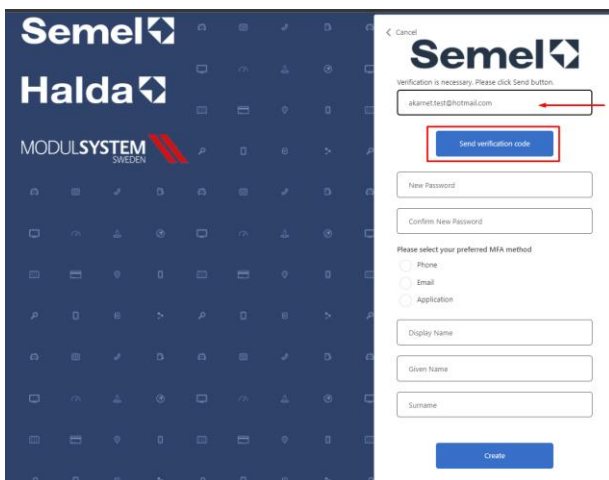 Semel
Halda
MODULSYSTEM
SWEDEN
Cancel
Semel
Verification is necessary. Please click Send button.
akarnet.test@hotmail.com
Send verification code
New Password
Confirm New Password
Please select your preferred MFA method
Phone
Email
Application
Display Name
Given Name
Surname
Create